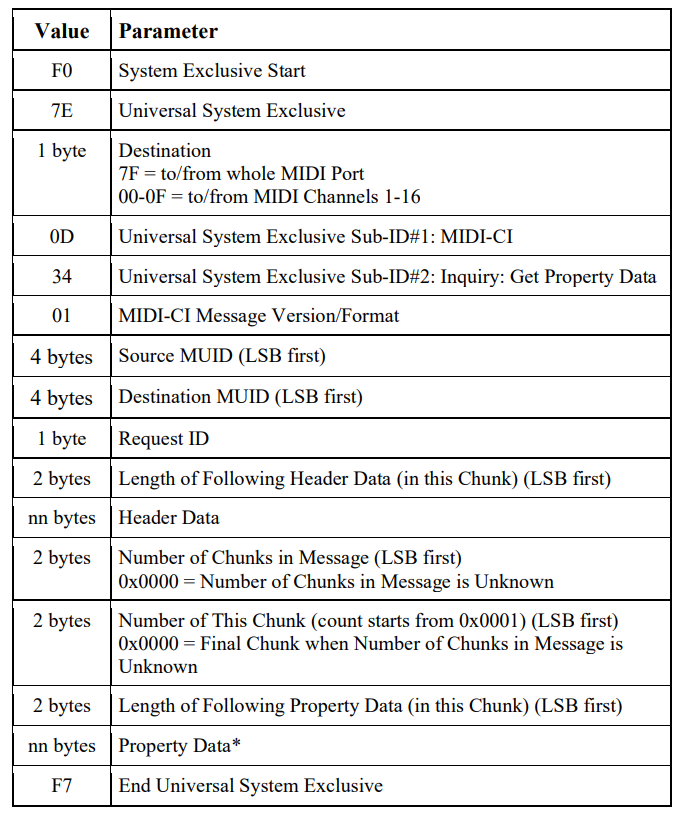 Value Parameter
F0 System Exclusive Start
7E Universal System Exclusive
1 byte Destination
7F = to/from whole MIDI Port
00-0F = to/from MIDI Channels 1-16
0D Universal System Exclusive Sub-ID#1: MIDI-CI
34 Universal System Exclusive Sub-ID#2: Inquiry: Get Property Data
01 MIDI-CI Message Version/Format
4 bytes Source MUID (LSB first)
4 bytes Destination MUID (LSB first)
1 byte Request ID
2 bytes Length of Following Header Data (in this Chunk) (LSB first)
nn bytes Header Data
2 bytes Number of Chunks in Message (LSB first)
0x0000 = Number of Chunks in Message is Unknown
2 bytes Number of This Chunk (count starts from 0x0001) (LSB first)
0x0000 = Final Chunk when Number of Chunks in Message is
Unknown
2 bytes Length of Following Property Data (in this Chunk) (LSB first)
nn bytes Property Data*
F7 End Universal System Exclusive